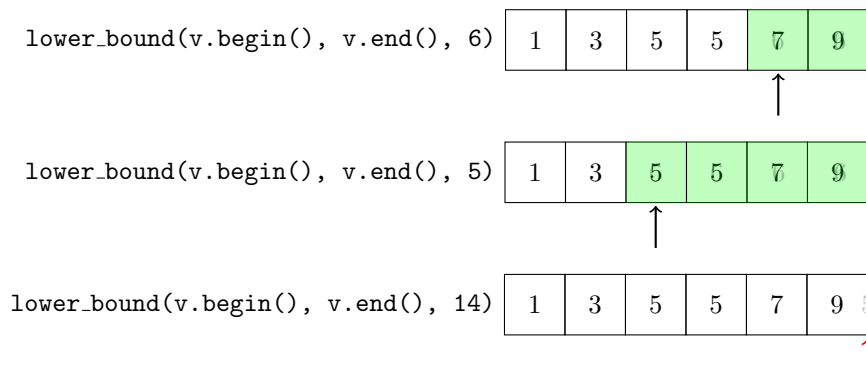 lower_bound(v.begin(), v.end(), 6) 1 3 5 5 7 9
lower_bound(v.begin(), v.end(), 5) 1 3 5 5 7 9
lower_bound(v.begin(), v.end(), 14) 1 3 5 5 7 9